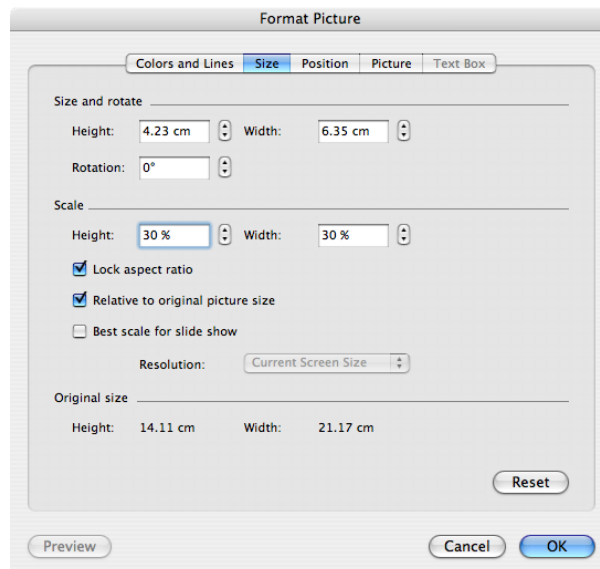 Format Picture
Colors and Lines Size Position Picture Text Box
Size and rotate
Height: 4.23 cm Width: 6.35 cm
Rotation: 0°
Scale
Height: 30 % Width: 30 %
Lock aspect ratio
Relative to original picture size
Best scale for slide show
Resolution: Current Screen Size
Original size
Height: 14.11 cm Width: 21.17 cm
Reset
Preview Cancel OK